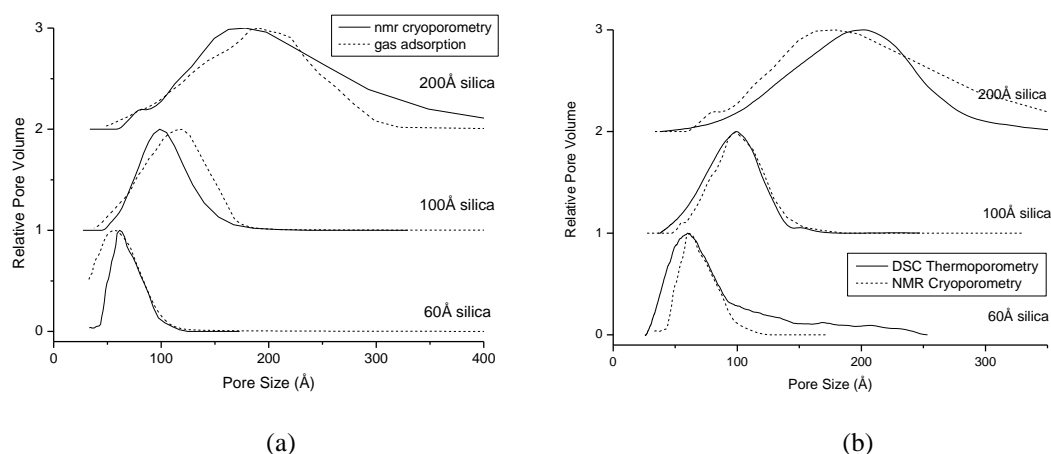 3
nmr cryoporometry
gas adsorption
200Å silica
2
Relative Pore Volume
100Å silica
1
60Å silica
0
0 100 200 300 400
Pore Size (Å)
(a)
3
200Å silica
2
Relative Pore Volume
100Å silica
1
DSC Thermoporometry
NMR Cryoporometry
60Å silica
0
0 100 200 300
Pore Size (Å)
(b)